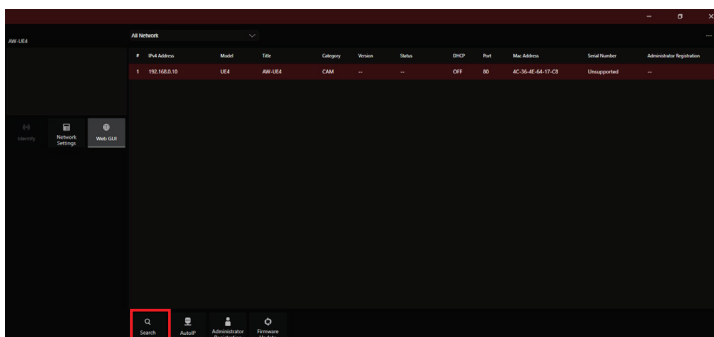 All Network
AW-UE4
# IPv4 Address Model Title Category Version Status DHCP Port Mac Address Serial Number Administrator Registration
1 192.168.0.10 UE4 AW-UE4 CAM -- -- OFF 80 4C-36-4E-64-17-C8 Unsupported --
Identity
Network
Settings
Web GUI
Search
AutoIP
Administrator
Registration
Firmware
Update